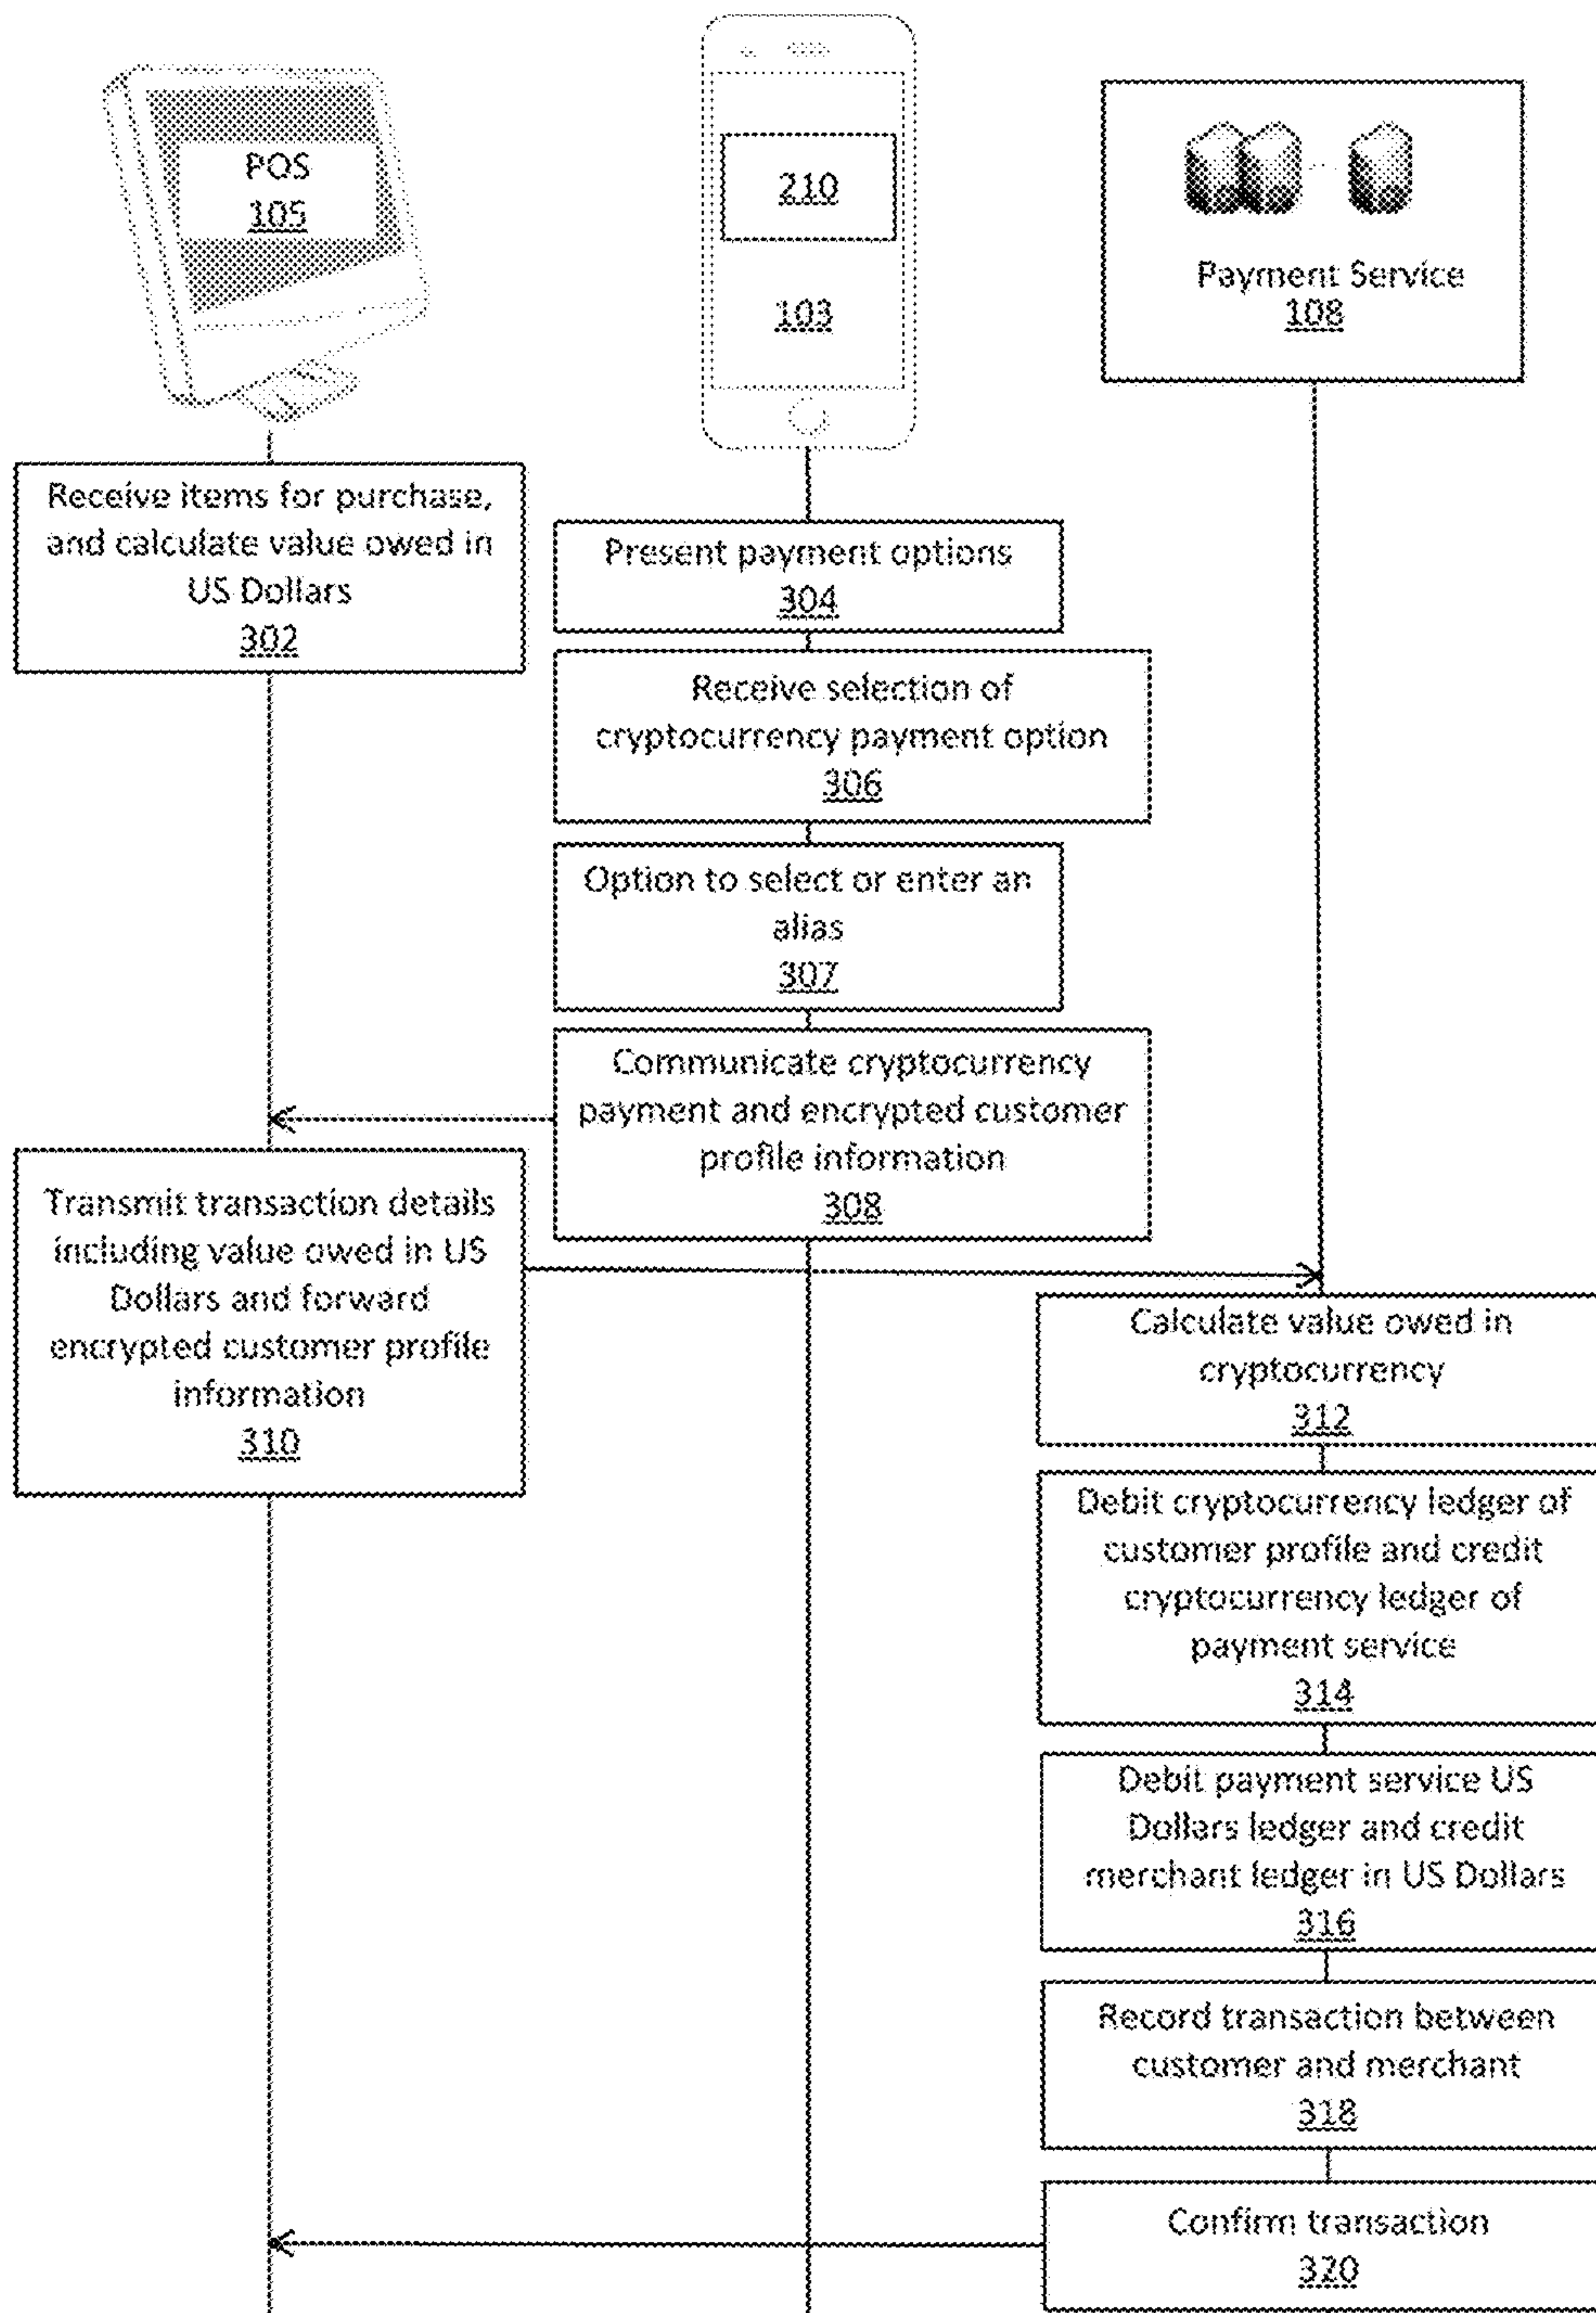 POS
105
210
103
Payment Service
108
Receive items for purchase,
and calculate value owed in
US Dollars
302
Present payment options
304
Receive selection of
cryptocurrency payment option
306
Option to select or enter an
alias
307
Communicate cryptocurrency
payment and encrypted customer
profile information
308
Transmit transaction details
including value owed in US
Dollars and forward
encrypted customer profile
information
310
Calculate value owed in
cryptocurrency
312
Debit cryptocurrency ledger of
customer profile and credit
cryptocurrency ledger of
payment service
314
Debit payment service US
Dollars ledger and credit
merchant ledger in US Dollars
316
Record transaction between
customer and merchant
318
Confirm transaction
320